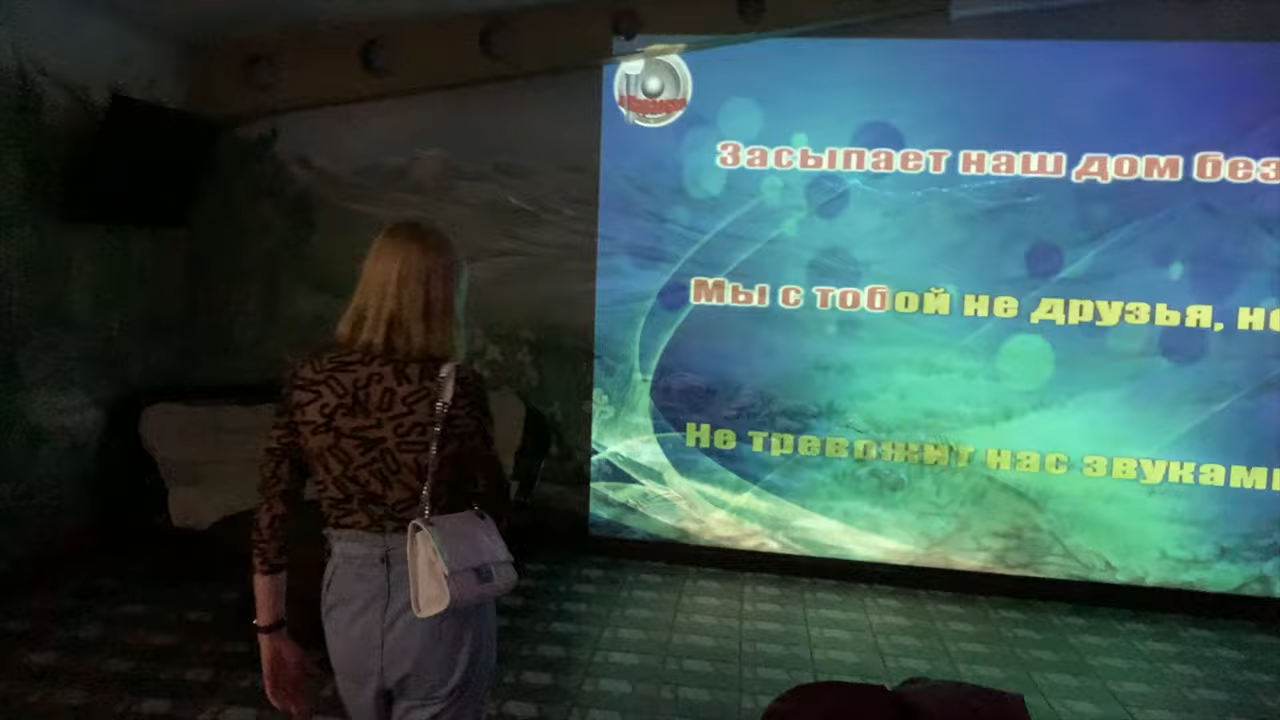 Засыпает наш дом без
Мы с тобой не друзья,
Не тревожит нас звуками